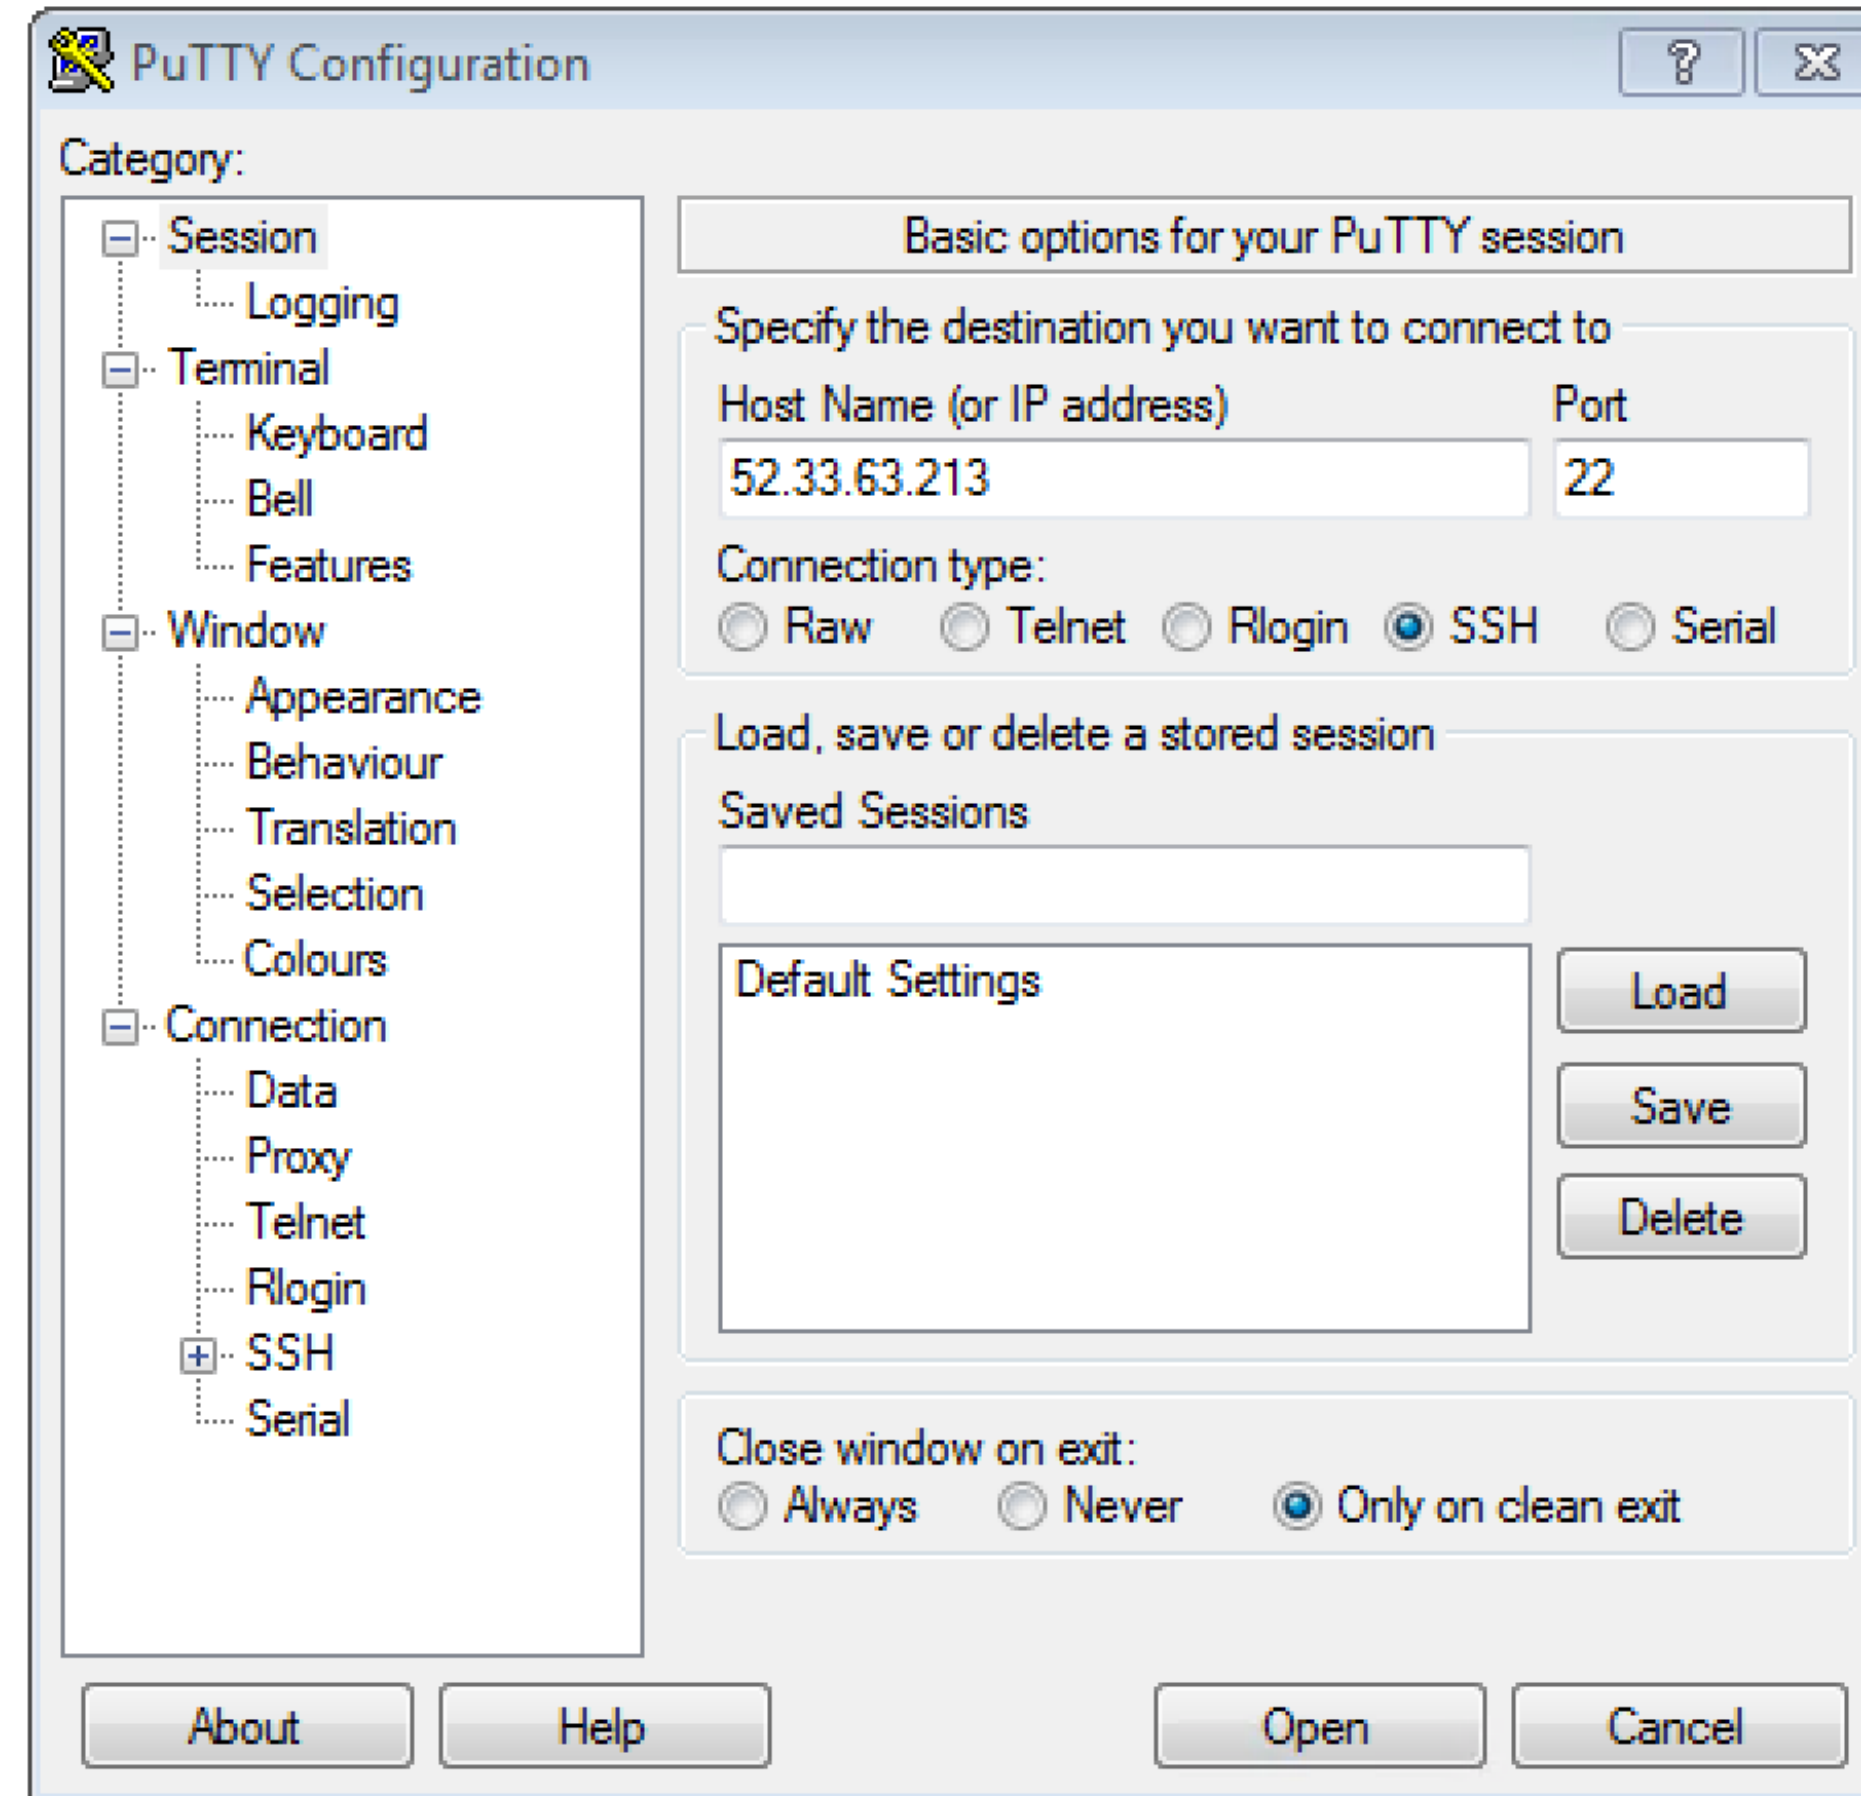 PuTTY Configuration
Category:
Session
Logging
Terminal
Keyboard
Bell
Features
Window
Appearance
Behaviour
Translation
Selection
Colours
Connection
Data
Proxy
Telnet
Rlogin
SSH
Serial
Basic options for your PuTTY session
Specify the destination you want to connect to
Host Name (or IP address) Port
52.33.63.213 22
Connection type:
Raw Telnet Rlogin SSH Serial
Load, save or delete a stored session
Saved Sessions
Default Settings
Load
Save
Delete
Close window on exit:
Always Never Only on clean exit
About Help Open Cancel